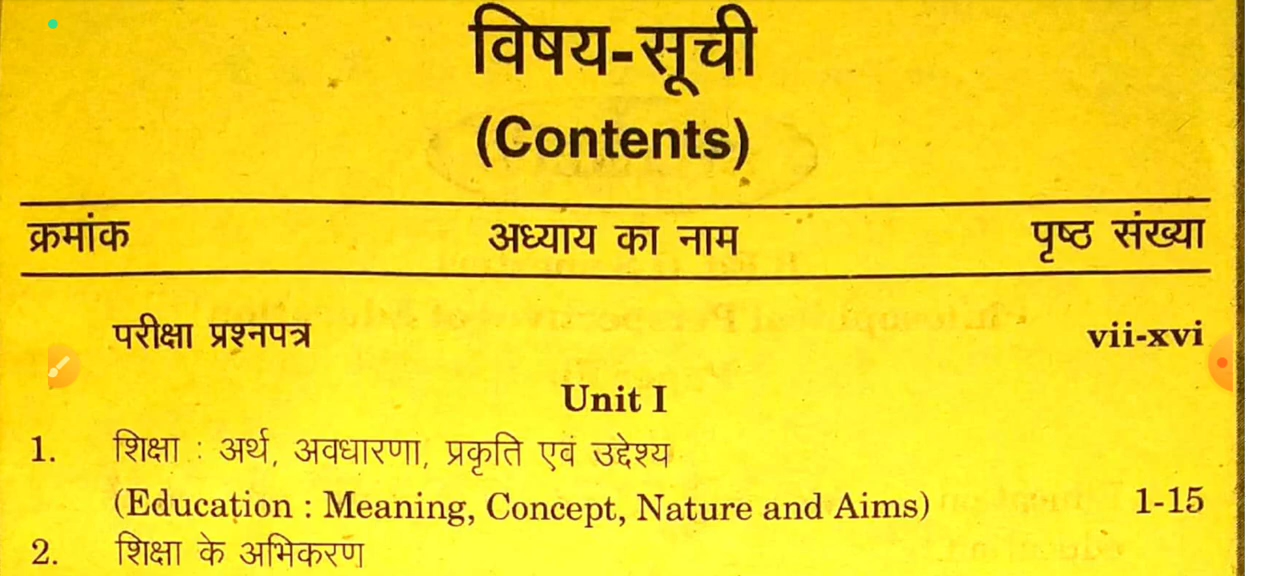 विषय-सूची
(Contents)
क्रमांक अध्याय का नाम पृष्ठ संख्या
परीक्षा प्रश्नपत्र vii-xvi
Unit I
1. शिक्षा : अर्थ, अवधारणा, प्रकृति एवं उद्देश्य
(Education : Meaning, Concept, Nature and Aims) 1-15
2. शिक्षा के अभिकरण